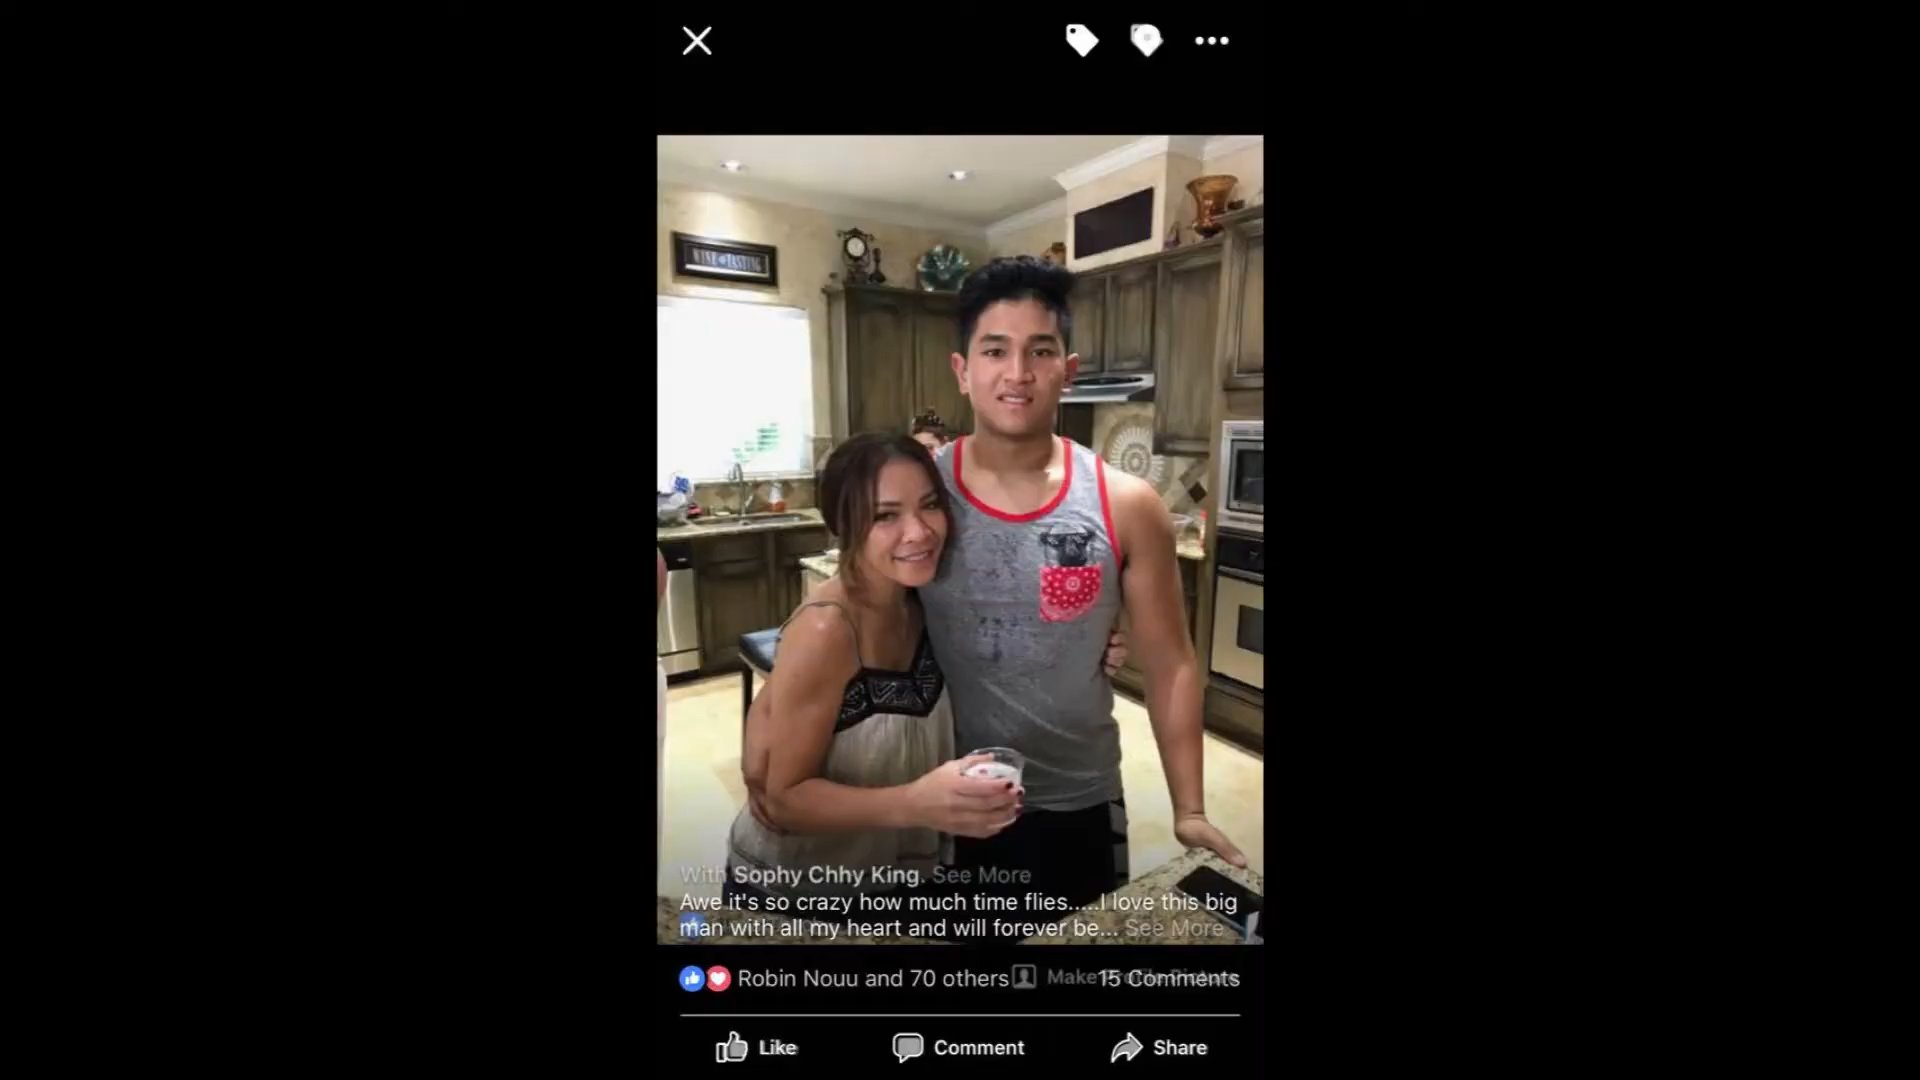 WINE TASTING
With Sophy Chhy King. See More
Awe it's so crazy how much time flies.....I love this big
man with all my heart and will forever be... See More
Robin Nouu and 70 others
15 Comments
Like Comment Share